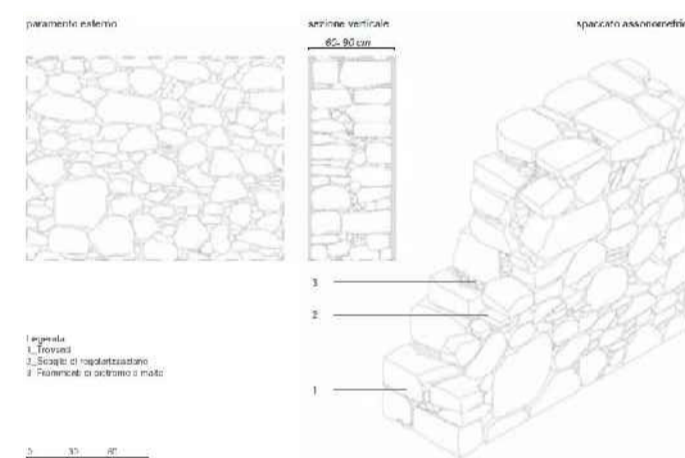 paramento esterno
sezione verticale
spaccato assonometric
60- 90 cm
3
2
1
Legenda
1_Trovanti
2_Scaglie di regolarizzazione
3_Frammenti di pietrame e malta
0 30 60